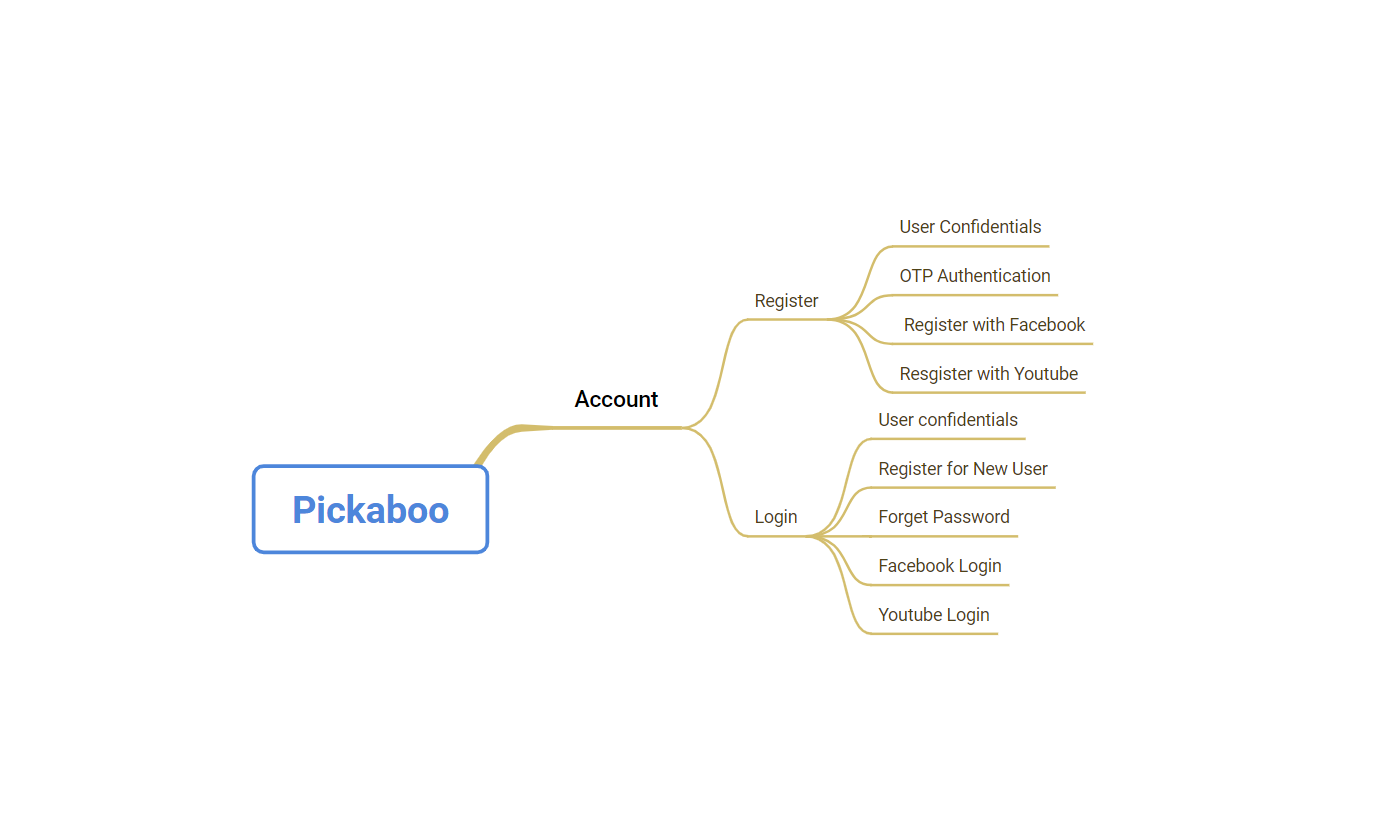 User Confidentials
OTP Authentication
Register
Register with Facebook
Resgister with Youtube
Account
User confidentials
Register for New User
Pickaboo
Login
Forget Password
Facebook Login
Youtube Login